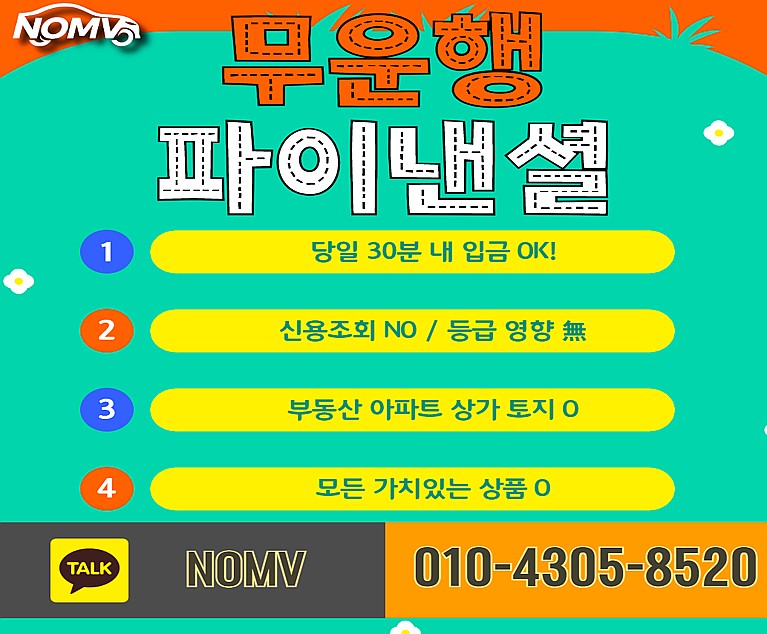 NOMV
무운행
파이낸셜
1 당일 30분 내 입금 OK!
2 신용조회 NO / 등급 영향 無
3 부동산 아파트 상가 토지 O
4 모든 가치있는 상품 O
TALK NOMV 010-4305-8520